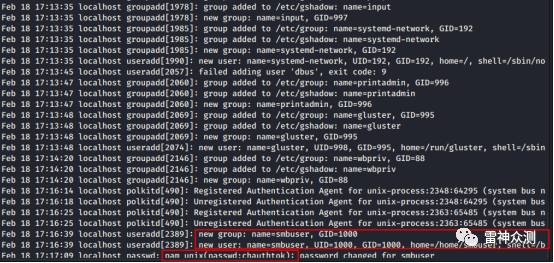 Feb 18 17:13:35 localhost groupadd[1978]: group added to /etc/gshadow: name=input
Feb 18 17:13:35 localhost groupadd[1978]: new group: name=input, GID=997
Feb 18 17:13:35 localhost groupadd[1985]: group added to /etc/group: name=systemd-network, GID=192
Feb 18 17:13:35 localhost groupadd[1985]: group added to /etc/gshadow: name=systemd-network
Feb 18 17:13:35 localhost groupadd[1985]: new group: name=systemd-network, GID=192
Feb 18 17:13:35 localhost useradd[1990]: new user: name=systemd-network, UID=192, GID=192, home=/, shell=/sbin/no
Feb 18 17:13:45 localhost useradd[2057]: failed adding user 'dbus', exit code: 9
Feb 18 17:13:47 localhost groupadd[2060]: group added to /etc/group: name=printadmin, GID=996
Feb 18 17:13:47 localhost groupadd[2060]: group added to /etc/gshadow: name=printadmin
Feb 18 17:13:47 localhost groupadd[2060]: new group: name=printadmin, GID=996
Feb 18 17:13:48 localhost groupadd[2069]: group added to /etc/group: name=gluster, GID=995
Feb 18 17:13:48 localhost groupadd[2069]: group added to /etc/gshadow: name=gluster
Feb 18 17:13:48 localhost groupadd[2069]: new group: name=gluster, GID=995
Feb 18 17:13:48 localhost useradd[2074]: new user: name=gluster, UID=998, GID=995, home=/run/gluster, shell=/sbin
Feb 18 17:14:20 localhost groupadd[2146]: group added to /etc/group: name=wbpriv, GID=88
Feb 18 17:14:20 localhost groupadd[2146]: group added to /etc/gshadow: name=wbpriv
Feb 18 17:14:20 localhost groupadd[2146]: new group: name=wbpriv, GID=88
Feb 18 17:16:14 localhost polkitd[490]: Registered Authentication Agent for unix-process:2348:64295 (system bus n
Feb 18 17:16:18 localhost polkitd[490]: Unregistered Authentication Agent for unix-process:2348:64295 (system bus
Feb 18 17:16:25 localhost polkitd[490]: Registered Authentication Agent for unix-process:2363:65485 (system bus n
Feb 18 17:16:25 localhost polkitd[490]: Unregistered Authentication Agent for unix-process:2363:65485 (system bus
Feb 18 17:16:39 localhost useradd[2389]: new group: name=smbuser, GID=1000
Feb 18 17:16:39 localhost useradd[2389]: new user: name=smbuser, UID=1000, GID=1000, home=/home/smbuser, shell=/b
Feb 18 17:17:09 localhost passwd: pam_unix(passwd:chauthtok): password changed for smbuser
雷神众测